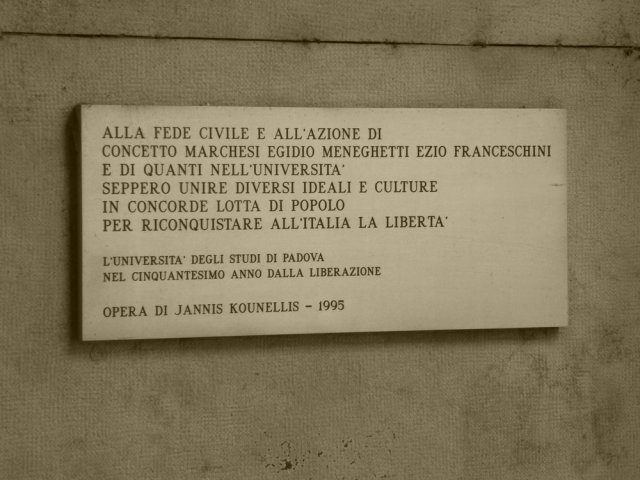 ALLA FEDE CIVILE E ALL'AZIONE DI
CONCETTO MARCHESI EGIDIO MENEGHETTI EZIO FRANCESCHINI
E DI QUANTI NELL'UNIVERSITA'
SEPPERO UNIRE DIVERSI IDEALI E CULTURE
IN CONCORDE LOTTA DI POPOLO
PER RICONQUISTARE ALL'ITALIA LA LIBERTA'
L'UNIVERSITA' DEGLI STUDI DI PADOVA
NEL CINQUANTESIMO ANNO DALLA LIBERAZIONE
OPERA DI JANNIS KOUNELLIS – 1995